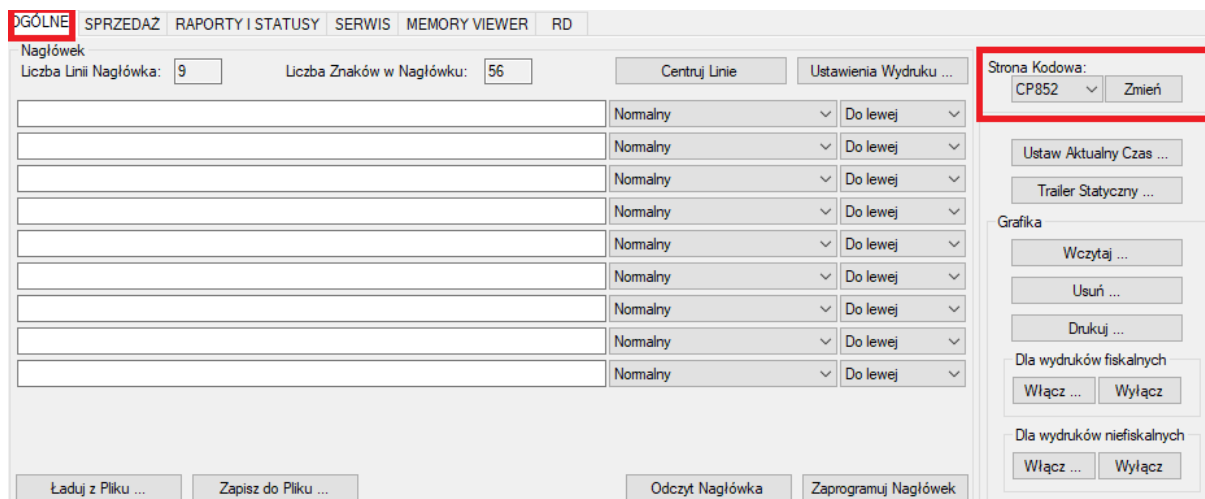 OGÓLNE SPRZEDAŻ RAPORTY I STATUSY SERWIS MEMORY VIEWER RD
Nagłówek
Liczba Linii Nagłówka: 9 Liczba Znaków w Nagłówku: 56 Centruj Linie Ustawienia Wydruku ...
Strona Kodowa:
CP852 Zmień
Normalny Do lewej
Normalny Do lewej
Normalny Do lewej
Normalny Do lewej
Normalny Do lewej
Normalny Do lewej
Normalny Do lewej
Normalny Do lewej
Normalny Do lewej
Ustaw Aktualny Czas ...
Trailer Statyczny ...
Grafika
Wczytaj ...
Usuń ...
Drukuj ...
Dla wydruków fiskalnych
Włącz ... Wyłącz
Dla wydruków niefiskalnych
Włącz ... Wyłącz
Ładuj z Pliku ... Zapisz do Pliku ... Odczyt Nagłówka Zaprogramuj Nagłówek